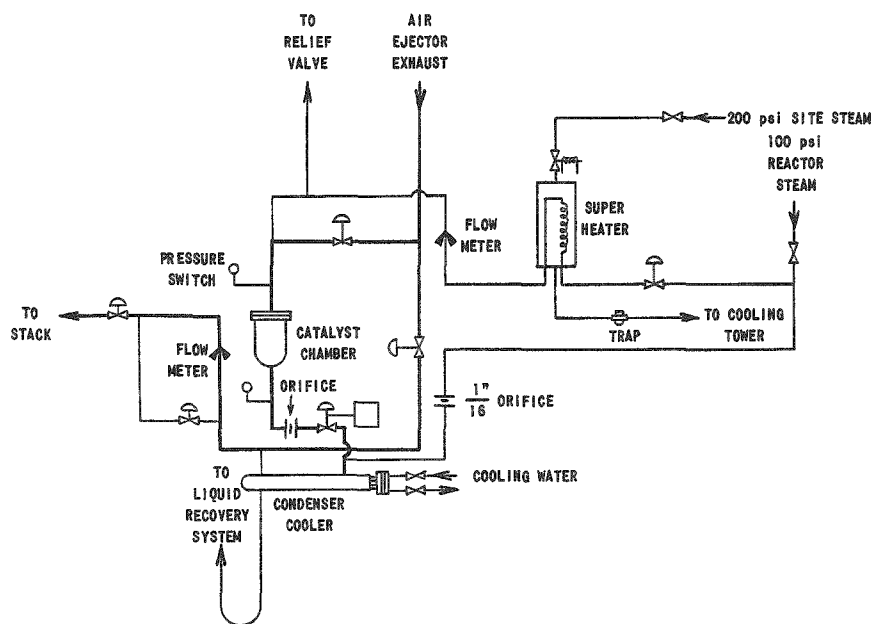 TO
RELIEF
VALVE
AIR
EJECTOR
EXHAUST
200 psi SITE STEAM
100 psi
REACTOR
STEAM
SUPER
HEATER
FLOW
METER
PRESSURE
SWITCH
TO
STACK
FLOW
METER
CATALYST
CHAMBER
TO COOLING
TOWER
TRAP
ORIFICE
1"
16 ORIFICE
COOLING WATER
TO
LIQUID
RECOVERY
SYSTEM
CONDENSER
COOLER